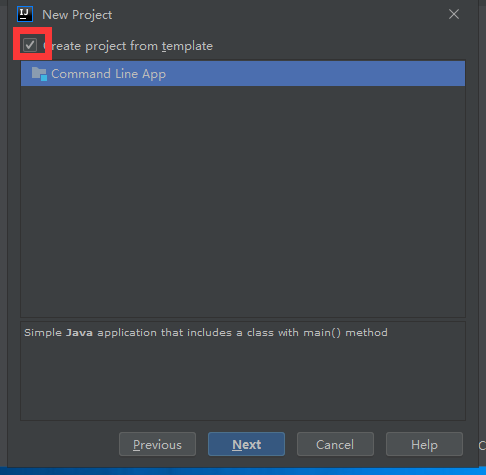 IJ
New Project
Create project from template
Command Line App
Simple Java application that includes a class with main() method
Previous
Next
Cancel
Help